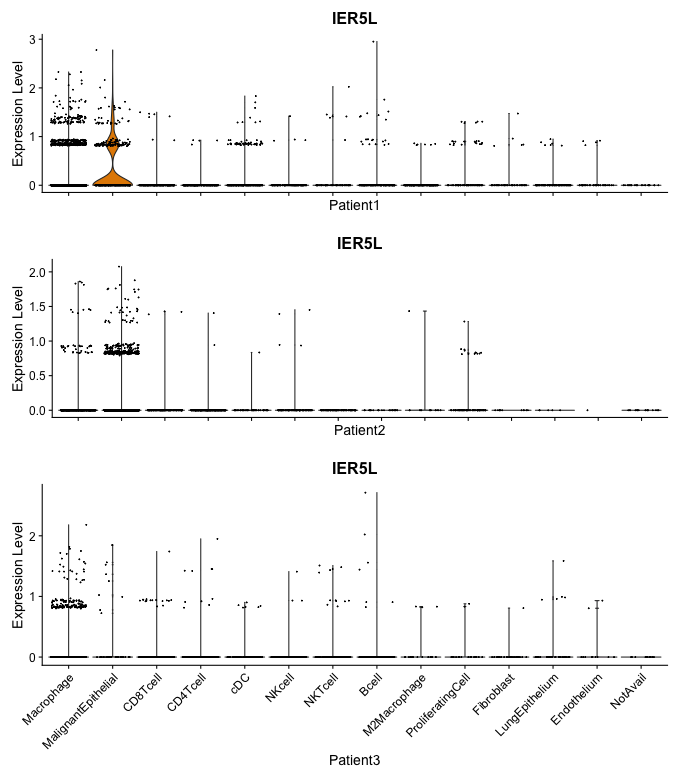 IER5L
3
2
1
0
Expression Level
Patient1
IER5L
2.0
1.5
1.0
0.5
0.0
Expression Level
Patient2
IER5L
2
1
0
Expression Level
Macrophage
MalignantEpithelial
CD8Tcell
CD4Tcell
cDC
NKcell
NKTcell
Bcell
M2Macrophage
ProliferatingCell
Fibroblast
LungEpithelium
Endothelium
NotAvail
Patient3